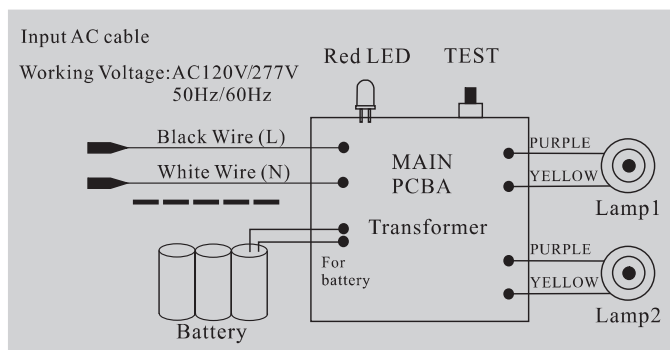 Input AC cable
Working Voltage:AC120V/277V
50Hz/60Hz
Red LED
TEST
Black Wire (L)
White Wire (N)
MAIN
PCBA
Transformer
For
battery
Battery
PURPLE
YELLOW
Lamp1
PURPLE
YELLOW
Lamp2